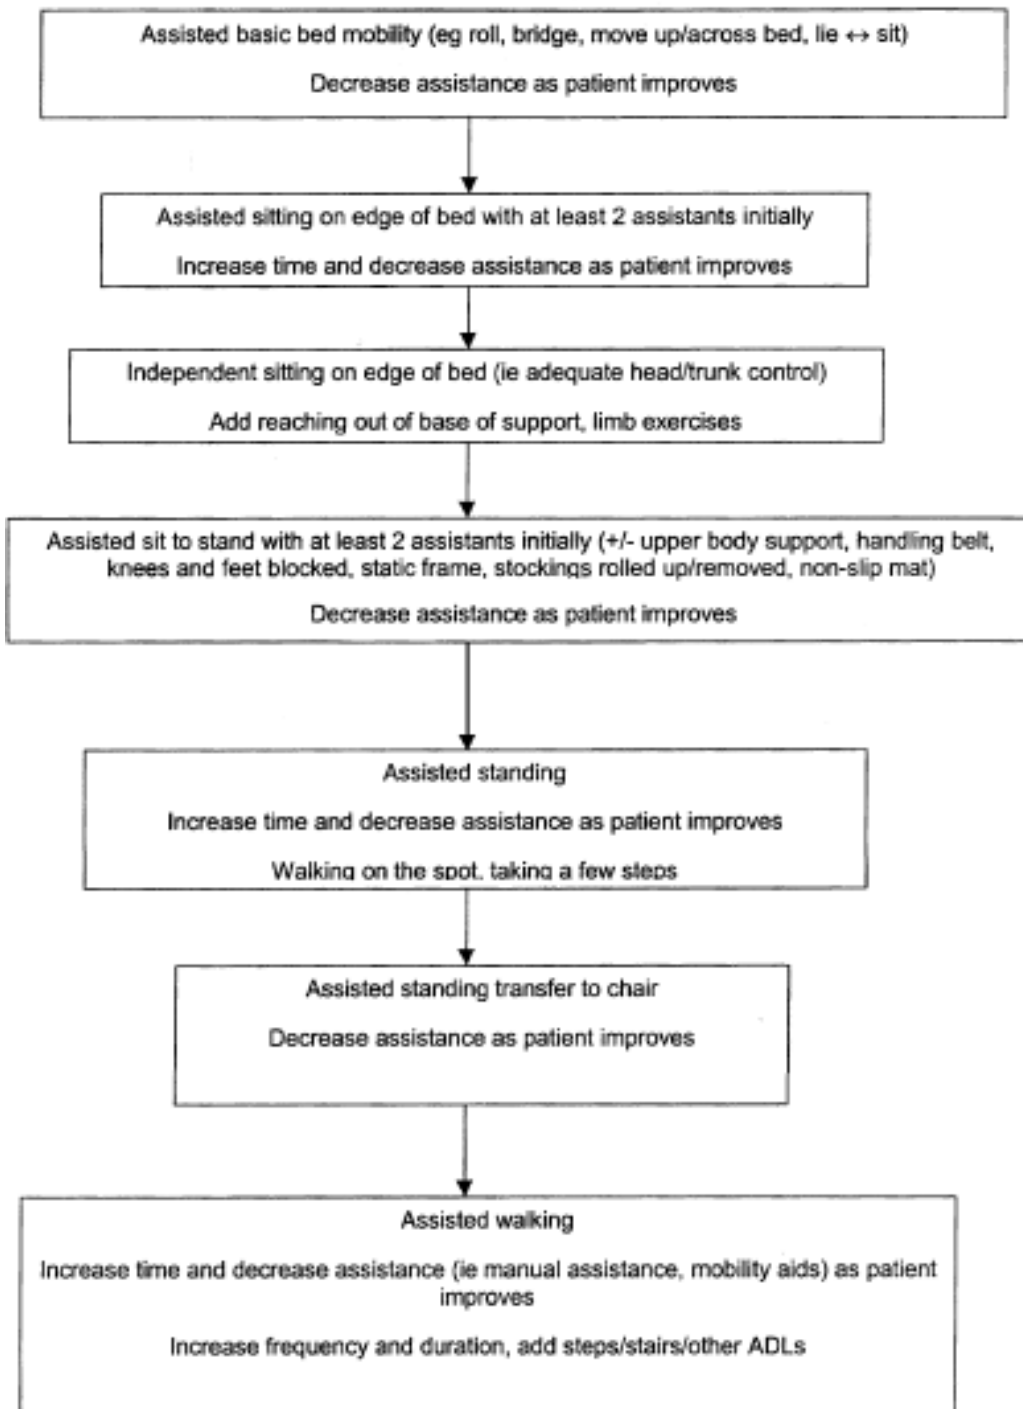 Assisted basic bed mobility (eg roll, bridge, move up/across bed, lie ↔ sit)
Decrease assistance as patient improves
Assisted sitting on edge of bed with at least 2 assistants initially
Increase time and decrease assistance as patient improves
Independent sitting on edge of bed (ie adequate head/trunk control)
Add reaching out of base of support, limb exercises
Assisted sit to stand with at least 2 assistants initially (+/- upper body support, handling belt,
knees and feet blocked, static frame, stockings rolled up/removed, non-slip mat)
Decrease assistance as patient improves
Assisted standing
Increase time and decrease assistance as patient improves
Walking on the spot, taking a few steps
Assisted standing transfer to chair
Decrease assistance as patient improves
Assisted walking
Increase time and decrease assistance (ie manual assistance, mobility aids) as patient
improves
Increase frequency and duration, add steps/stairs/other ADLs